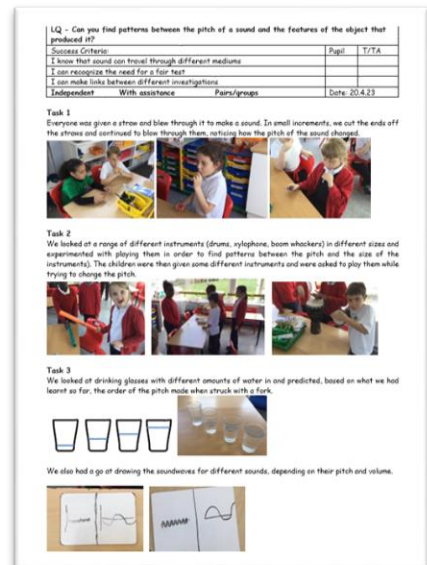 LQ - Can you find patterns between the pitch of a sound and the features of the object that
produced it?
Success Criteria: Pupil T/TA
I know that sound can travel through different mediums
I can recognize the need for a fair test
I can make links between different investigations
Independent With assistance Pairs/groups Date: 20.4.23
Task 1
Everyone was given a straw and blew through it to make a sound. In small increments, we cut the ends off
the straws and continued to blow through them, noticing how the pitch of the sound changed.
Task 2
We looked at a range of different instruments (drums, xylophone, boom whackers) in different sizes and
experimented with playing them in order to find patterns between the pitch and the size of the
instruments). The children were then given some different instruments and were asked to play them while
trying to change the pitch.
Task 3
We looked at drinking glasses with different amounts of water in and predicted, based on what we had
learnt so far, the order of the pitch made when struck with a fork.
We also had a go at drawing the soundwaves for different sounds, depending on their pitch and volume.